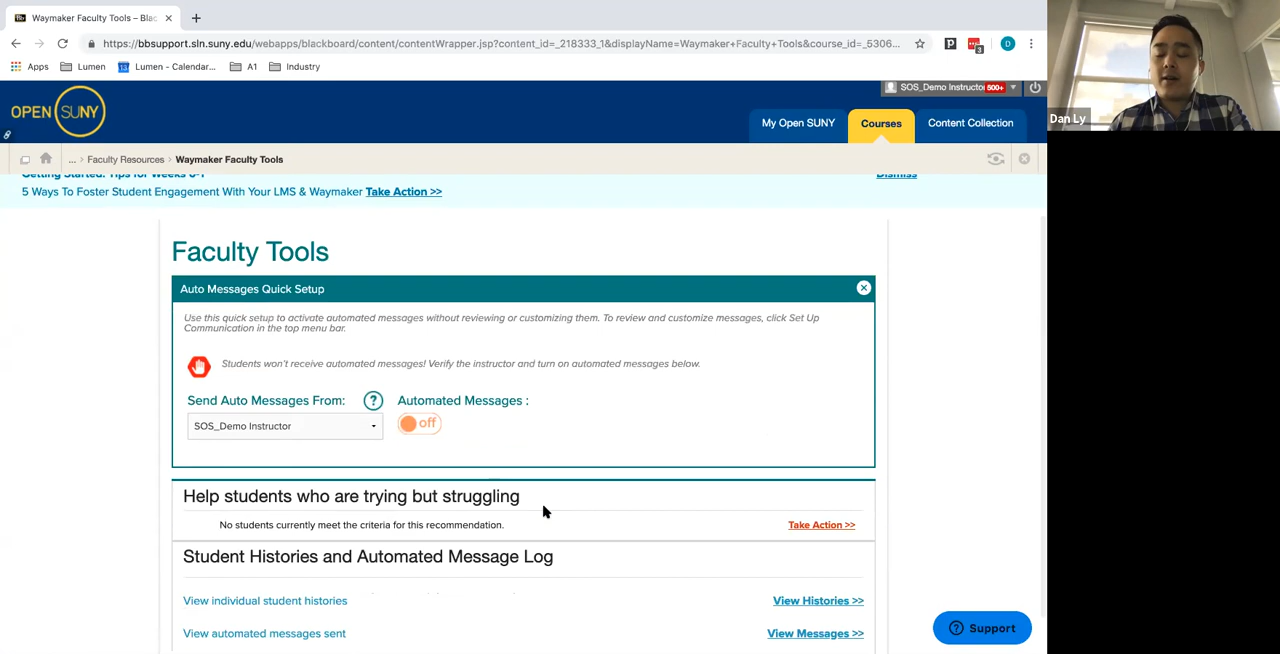 Waymaker Faculty Tools – Blac
https://bbsupport.sln.suny.edu/webapps/blackboard/content/contentWrapper.jsp?content_id=_218333_1&displayName=Waymaker+Faculty+Tools&course_id=_5306...
Apps Lumen Lumen - Calendar... A1 Industry
SOS_Demo Instructor 500+
OPEN SUNY
My Open SUNY Courses Content Collection
Dan Ly
... Faculty Resources Waymaker Faculty Tools
Getting Started: Tips for Weeks 0-1 Dismiss
5 Ways To Foster Student Engagement With Your LMS & Waymaker Take Action >>
Faculty Tools
Auto Messages Quick Setup
Use this quick setup to activate automated messages without reviewing or customizing them. To review and customize messages, click Set Up
Communication in the top menu bar.
Students won't receive automated messages! Verify the instructor and turn on automated messages below.
Send Auto Messages From: ? Automated Messages :
SOS_Demo Instructor off
Help students who are trying but struggling
No students currently meet the criteria for this recommendation. Take Action >>
Student Histories and Automated Message Log
View individual student histories View Histories >>
View automated messages sent View Messages >>
? Support